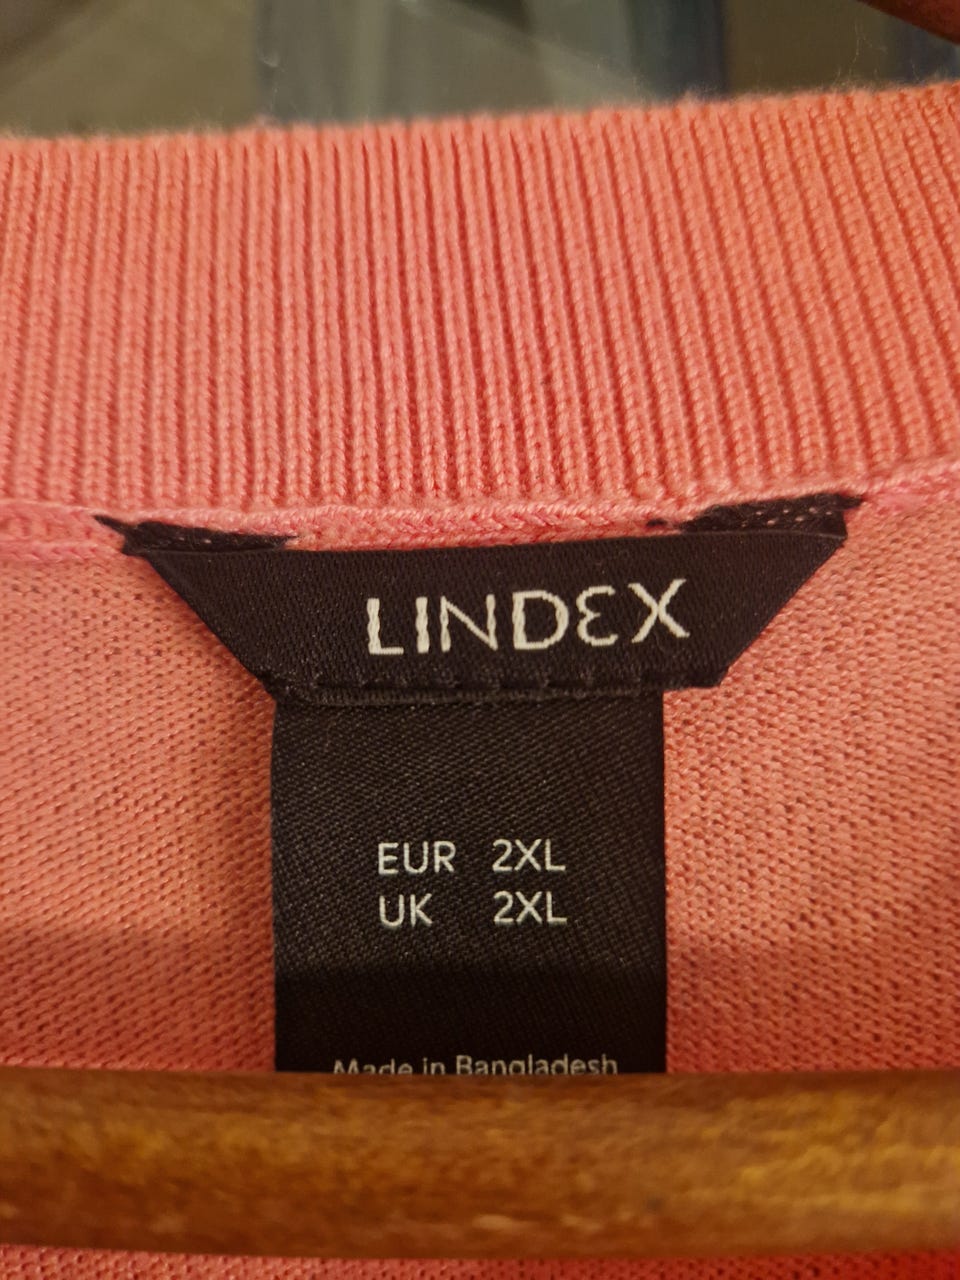 LINDEX
EUR 2XL
UK 2XL
Made in Bangladesh